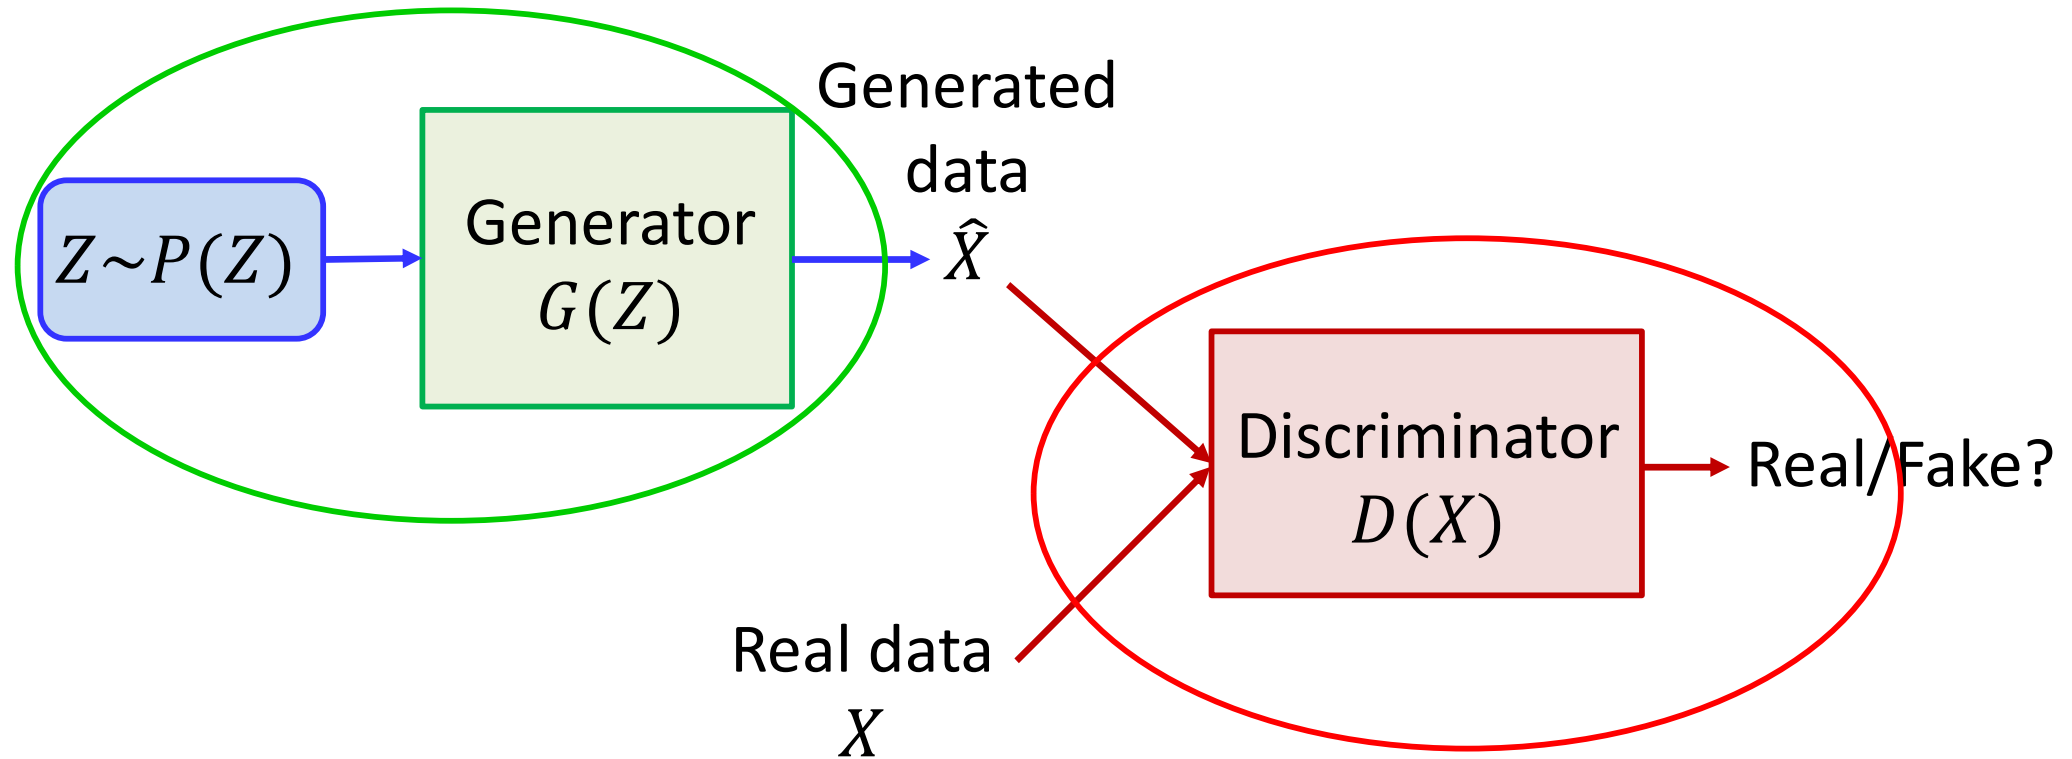 Generated
data
X̂
Z~P(Z)
Generator
G(Z)
Discriminator
D(X)
Real/Fake?
Real data
X